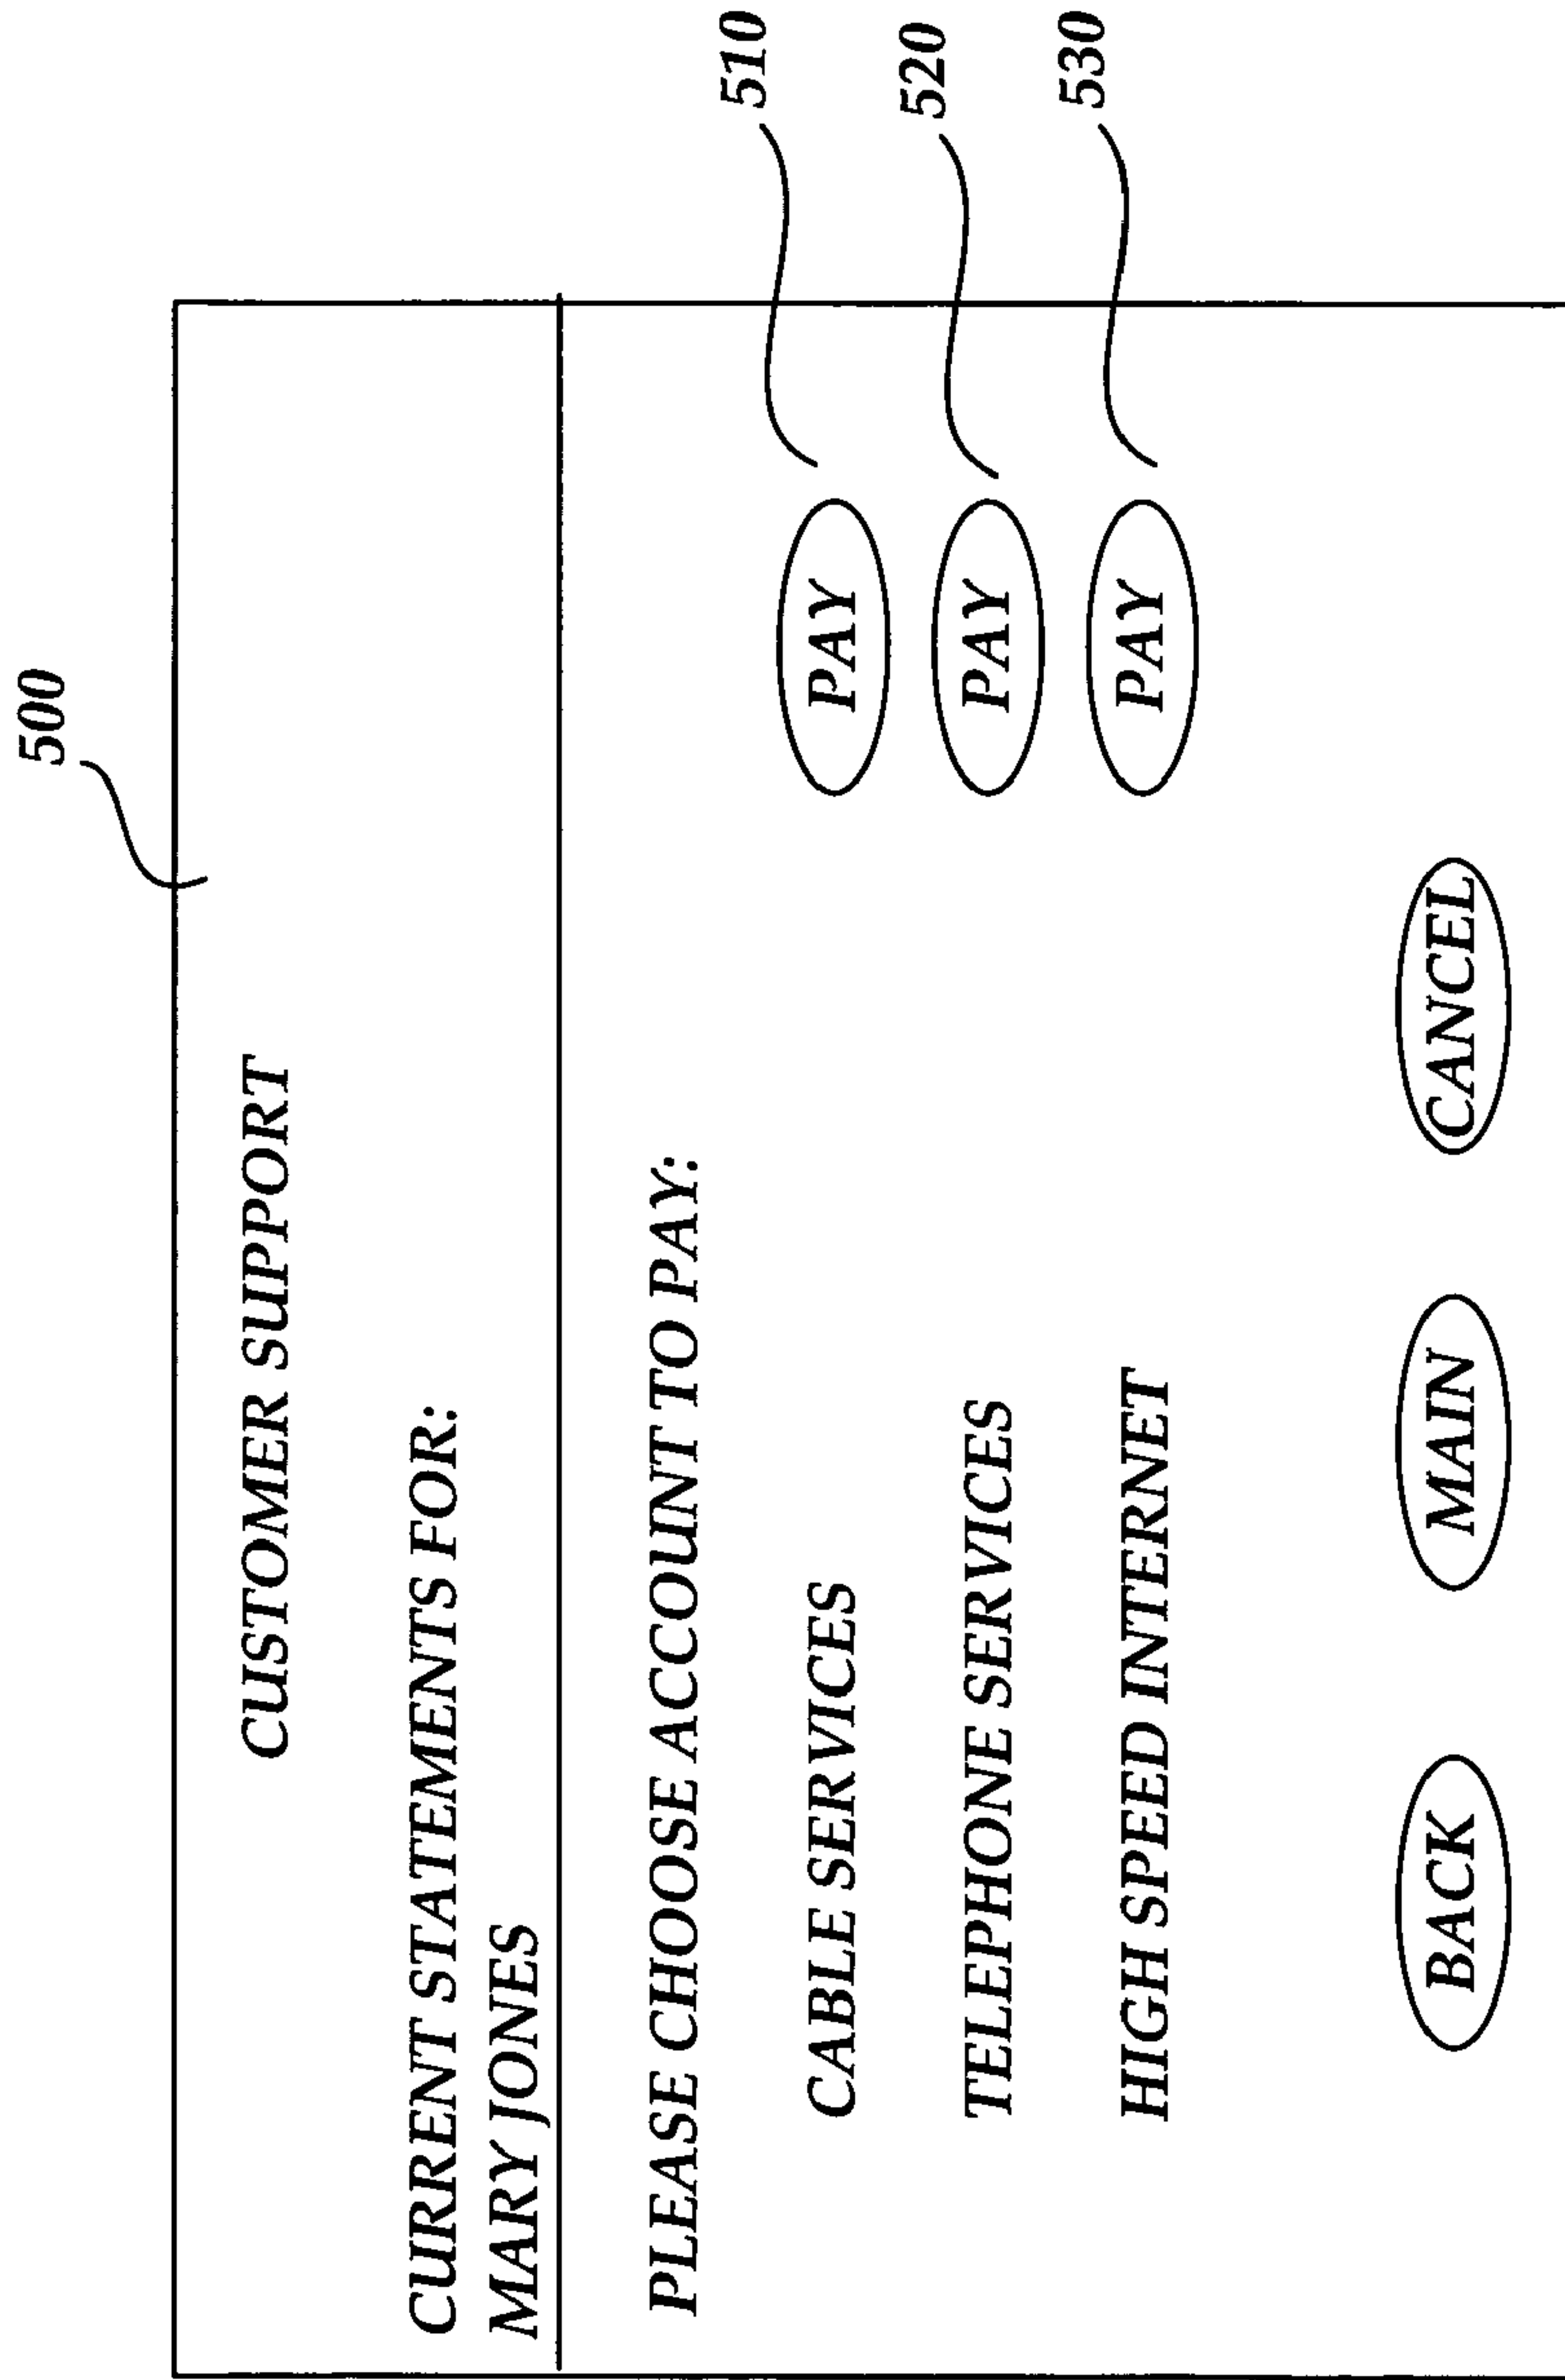 500
CUSTOMER SUPPORT
CURRENT STATEMENTS FOR:
MARY JONES
PLEASE CHOOSE ACCOUNT TO PAY:
CABLE SERVICES PAY 510
TELEPHONE SERVICES PAY 520
HIGH SPEED INTERNET PAY 530
BACK MAIN CANCEL